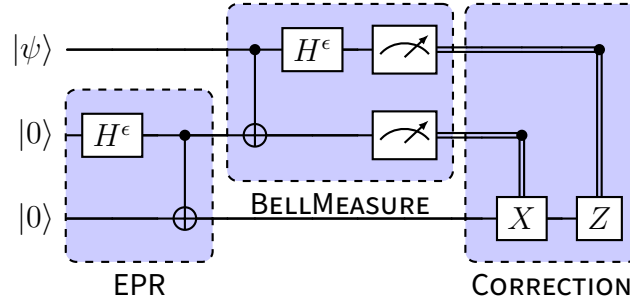 |ψ⟩ H^ϵ
|0⟩ H^ϵ
|0⟩ X Z
BELLMEASURE
EPR CORRECTION